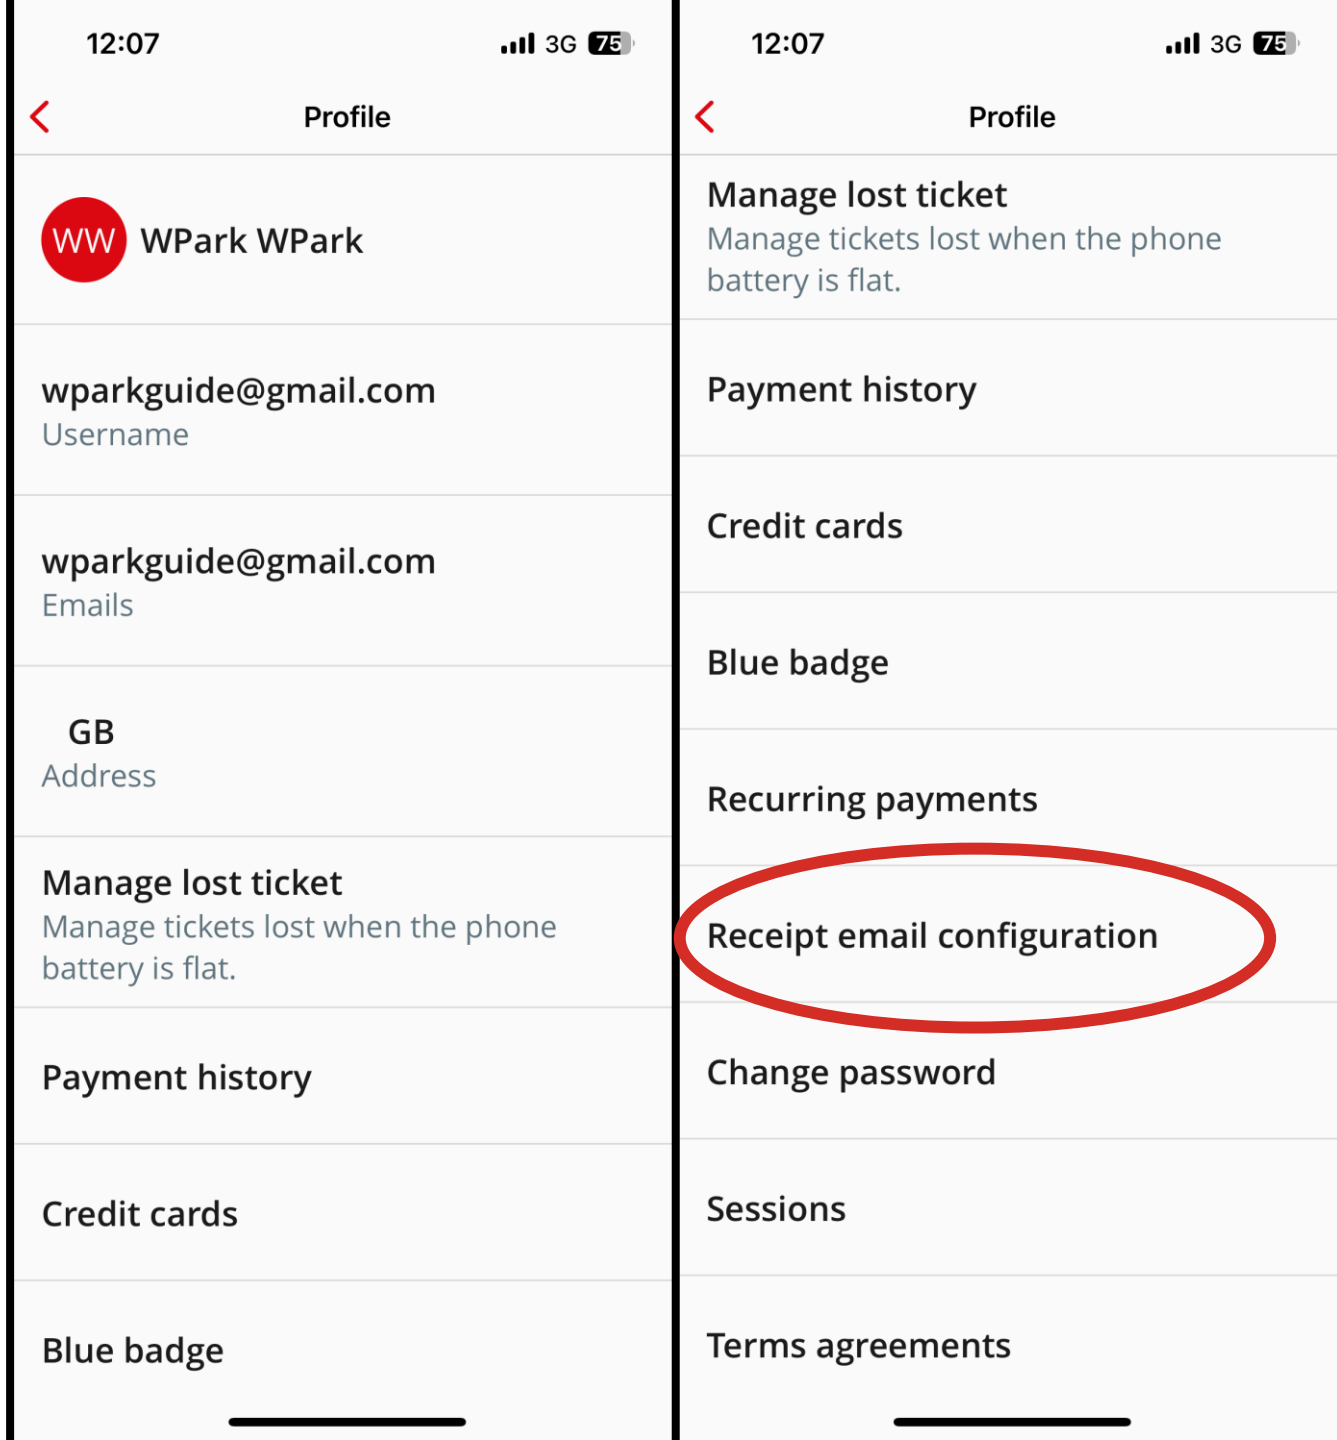 12:07
3G 75
Profile
WW WPark WPark
wparkguide@gmail.com
Username
wparkguide@gmail.com
Emails
GB
Address
Manage lost ticket
Manage tickets lost when the phone
battery is flat.
Payment history
Credit cards
Blue badge
12:07
3G 75
Profile
Manage lost ticket
Manage tickets lost when the phone
battery is flat.
Payment history
Credit cards
Blue badge
Recurring payments
Receipt email configuration
Change password
Sessions
Terms agreements